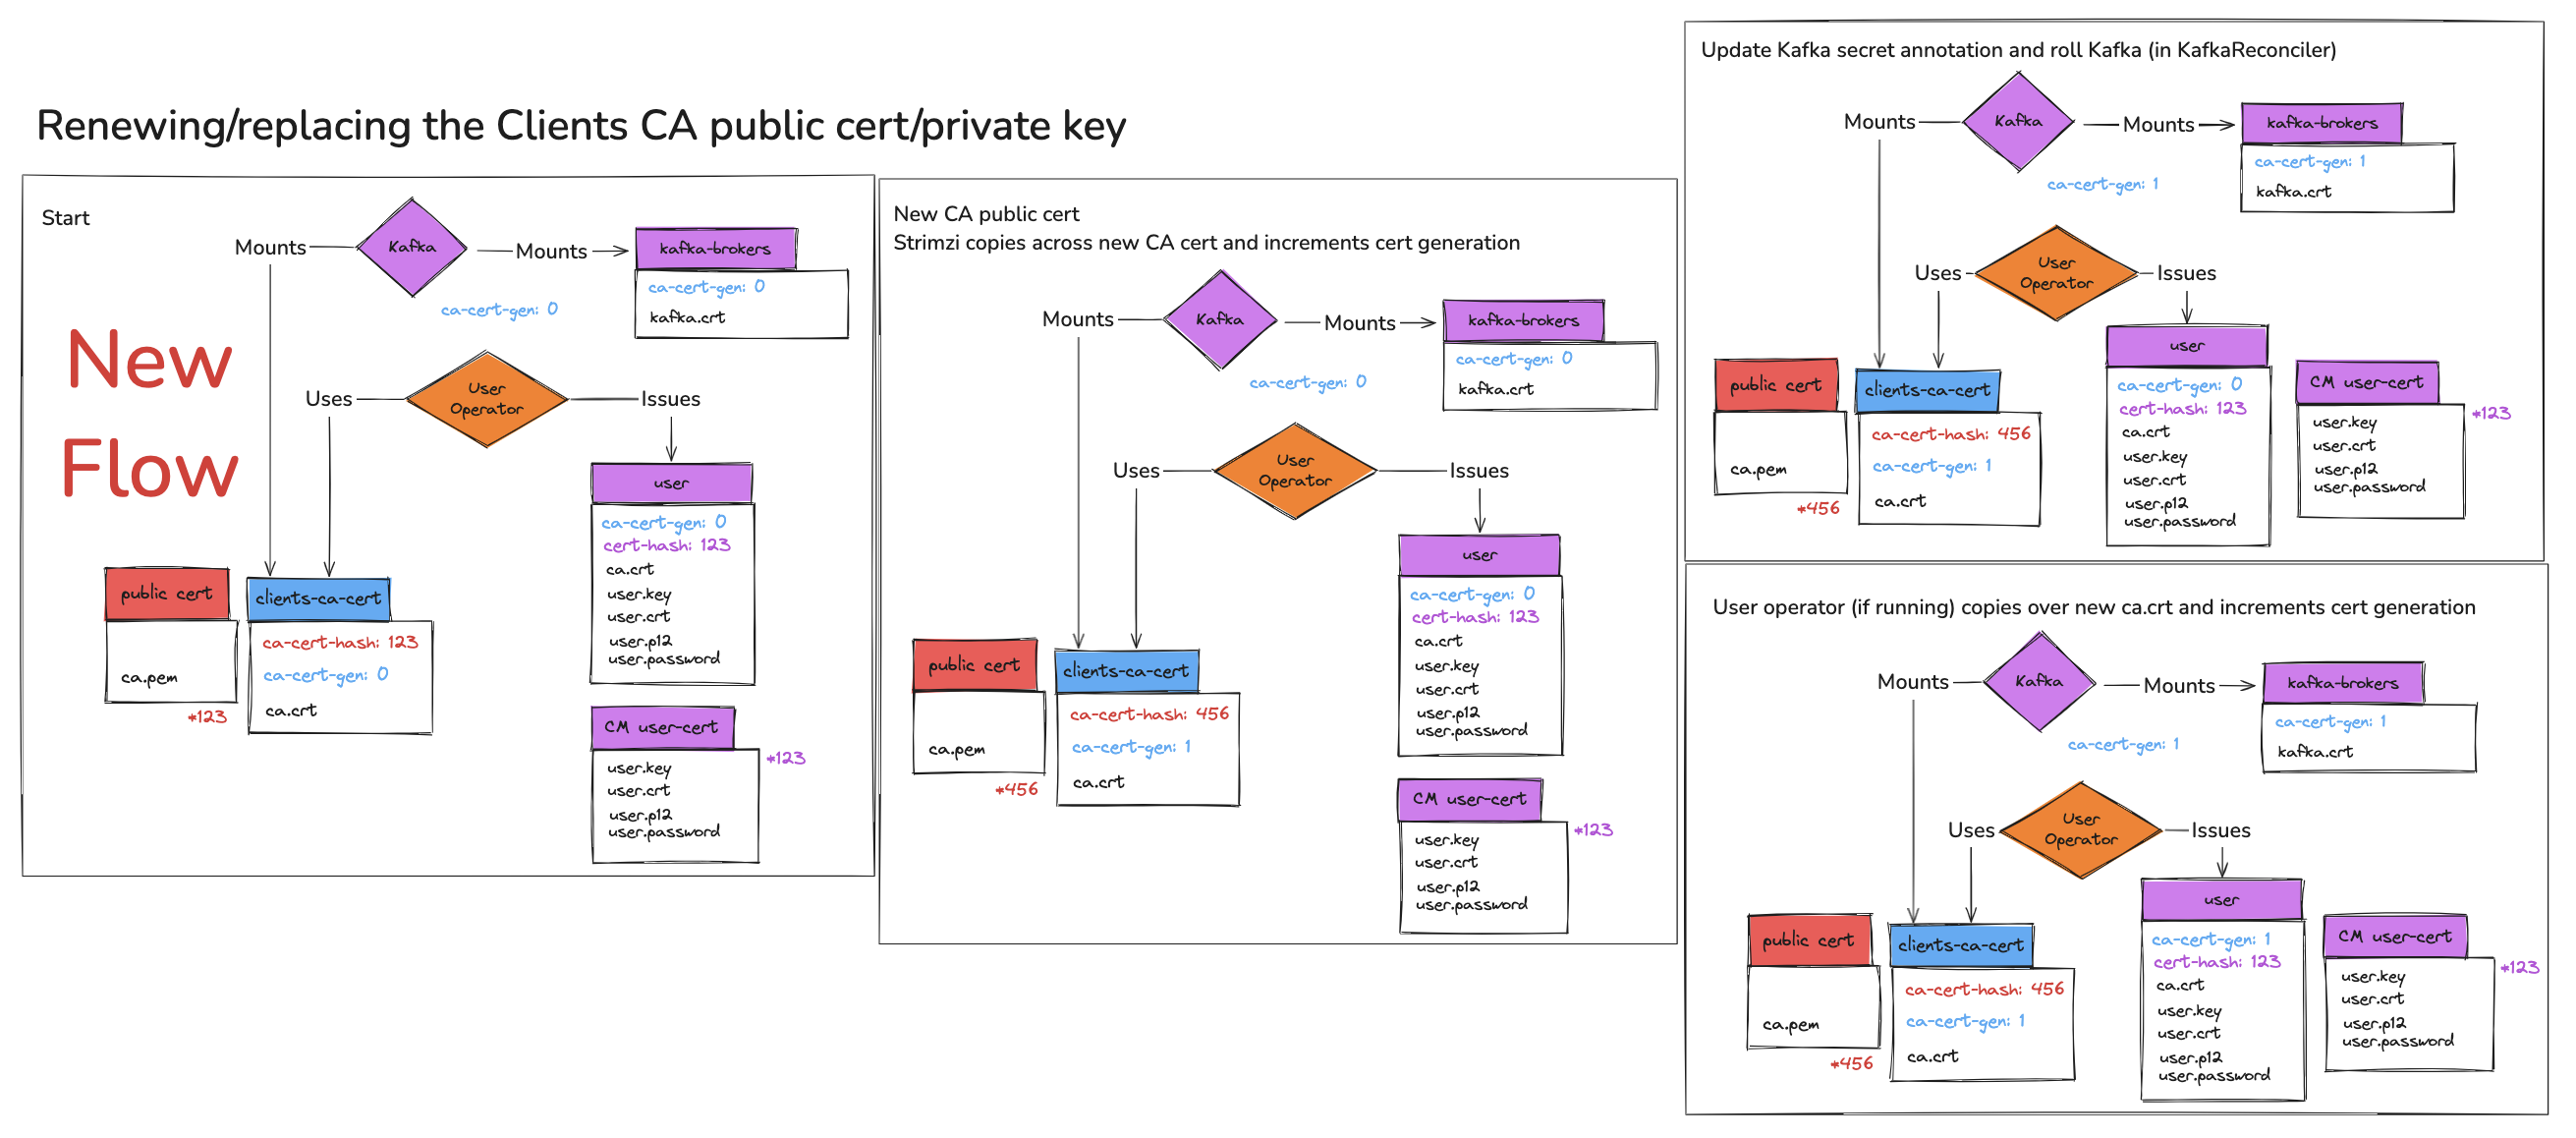 Renewing/replacing the Clients CA public cert/private key
Start
New
Flow
Mounts
Kafka
Mounts
kafka-brokers
ca-cert-gen: 0
kafka.crt
ca-cert-gen: 0
Uses
User
Operator
Issues
user
ca-cert-gen: 0
cert-hash: 123
ca.crt
user.key
user.crt
user.p12
user.password
public cert
ca.pem
*123
clients-ca-cert
ca-cert-hash: 123
ca-cert-gen: 0
ca.crt
CM user-cert
*123
user.key
user.crt
user.p12
user.password
New CA public cert
Strimzi copies across new CA cert and increments cert generation
Mounts
Kafka
Mounts
kafka-brokers
ca-cert-gen: 0
kafka.crt
ca-cert-gen: 0
Uses
User
Operator
Issues
user
ca-cert-gen: 0
cert-hash: 123
ca.crt
user.key
user.crt
user.p12
user.password
public cert
ca.pem
*456
clients-ca-cert
ca-cert-hash: 456
ca-cert-gen: 1
ca.crt
CM user-cert
*123
user.key
user.crt
user.p12
user.password
Update Kafka secret annotation and roll Kafka (in KafkaReconciler)
Mounts
Kafka
Mounts
kafka-brokers
ca-cert-gen: 1
kafka.crt
ca-cert-gen: 1
Uses
User
Operator
Issues
public cert
ca.pem
*456
clients-ca-cert
ca-cert-hash: 456
ca-cert-gen: 1
ca.crt
user
ca-cert-gen: 0
cert-hash: 123
ca.crt
user.key
user.crt
user.p12
user.password
CM user-cert
*123
user.key
user.crt
user.p12
user.password
User operator (if running) copies over new ca.crt and increments cert generation
Mounts
Kafka
Mounts
kafka-brokers
ca-cert-gen: 1
kafka.crt
ca-cert-gen: 1
Uses
User
Operator
Issues
public cert
ca.pem
*456
clients-ca-cert
ca-cert-hash: 456
ca-cert-gen: 1
ca.crt
user
ca-cert-gen: 1
cert-hash: 123
ca.crt
user.key
user.crt
user.p12
user.password
CM user-cert
*123
user.key
user.crt
user.p12
user.password